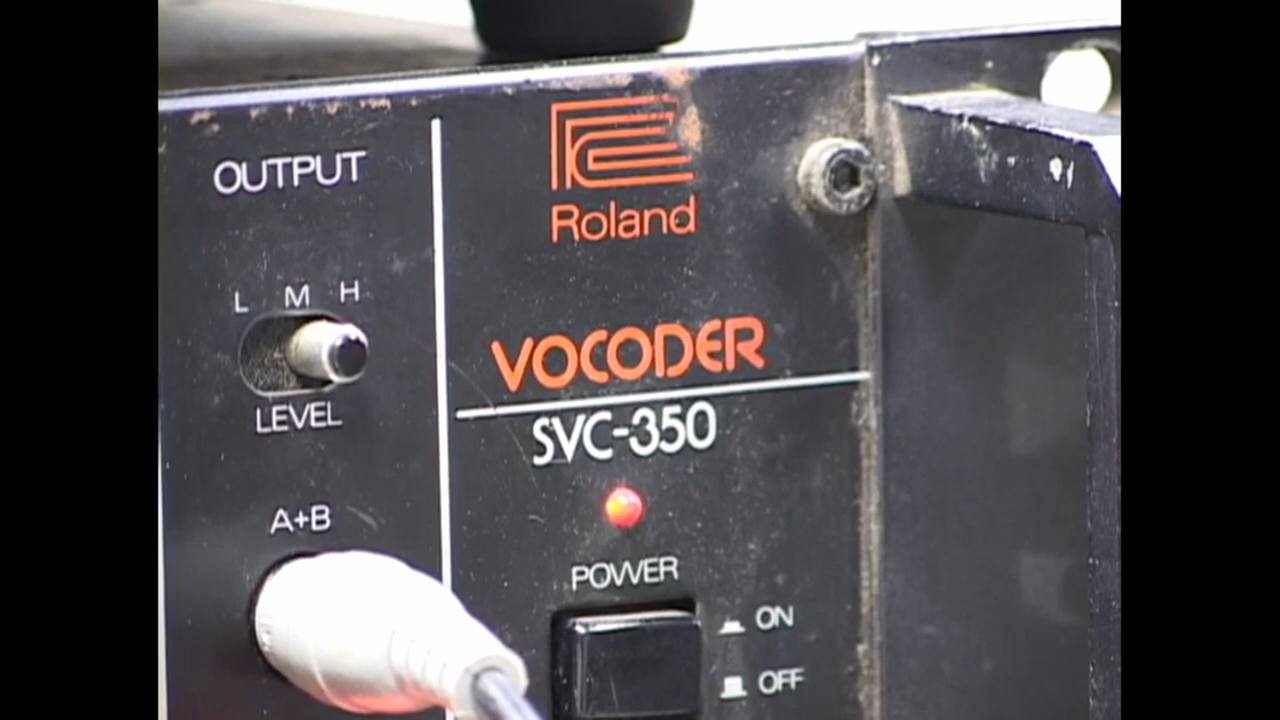 OUTPUT
L M H
LEVEL
A+B
Roland
VOCODER
SVC-350
POWER
ON
OFF